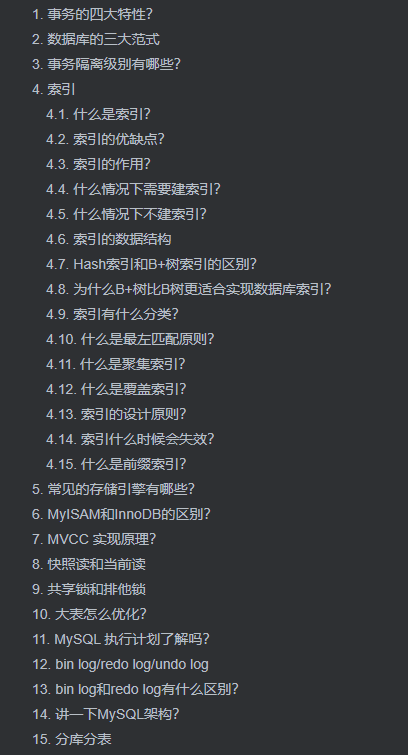 1. 事务的四大特性？
2. 数据库的三大范式
3. 事务隔离级别有哪些？
4. 索引
4.1. 什么是索引？
4.2. 索引的优缺点？
4.3. 索引的作用？
4.4. 什么情况下需要建索引？
4.5. 什么情况下不建索引？
4.6. 索引的数据结构
4.7. Hash索引和B+树索引的区别？
4.8. 为什么B+树比B树更适合实现数据库索引？
4.9. 索引有什么分类？
4.10. 什么是最左匹配原则？
4.11. 什么是聚集索引？
4.12. 什么是覆盖索引？
4.13. 索引的设计原则？
4.14. 索引什么时候会失效？
4.15. 什么是前缀索引？
5. 常见的存储引擎有哪些？
6. MyISAM和InnoDB的区别？
7. MVCC 实现原理？
8. 快照读和当前读
9. 共享锁和排他锁
10. 大表怎么优化？
11. MySQL 执行计划了解吗？
12. bin log/redo log/undo log
13. bin log和redo log有什么区别？
14. 讲一下MySQL架构？
15. 分库分表